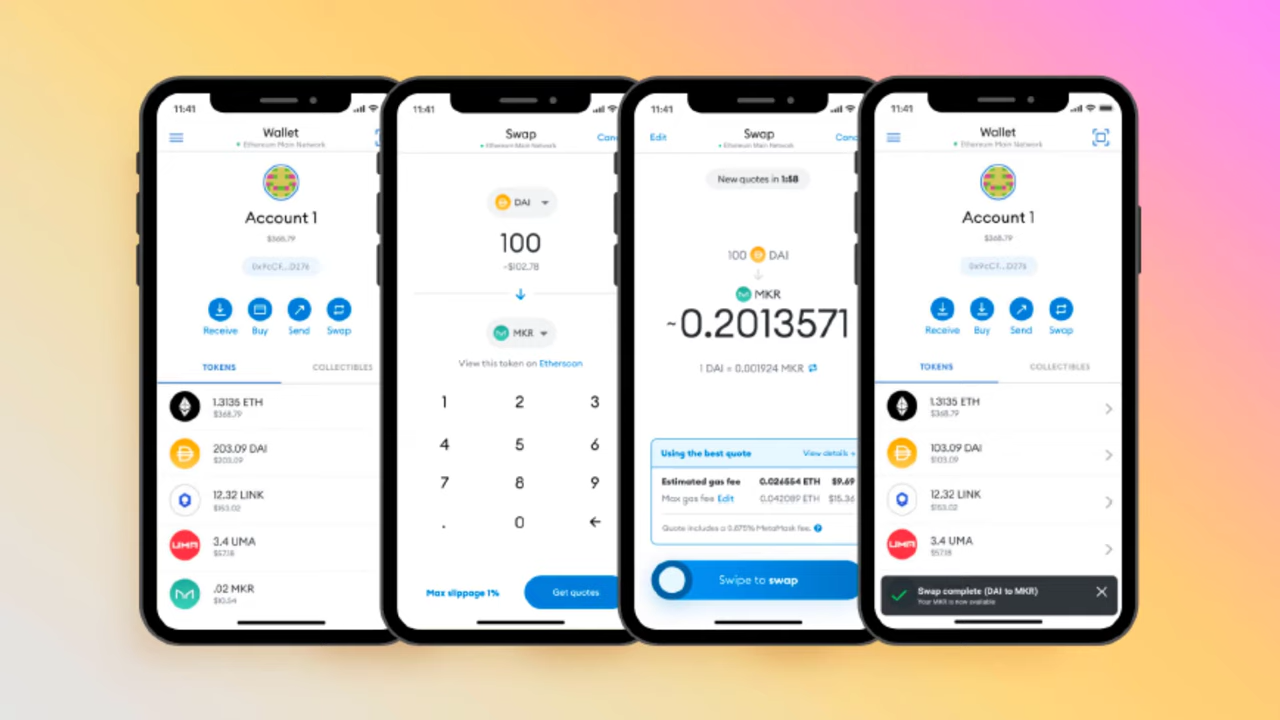 11:41
Wallet
Ethereum Main Network
Account 1
$368.79
Receive Buy Send Swap
TOKENS COLLECTIBLES
1.3135 ETH
$368.79
203.09 DAI
$203.09
12.32 LINK
$153.02
3.4 UMA
$57.18
.02 MKR
$10.54
11:41
Swap
Ethereum Main Network
DAI
100
~$102.78
MKR
View this token on Etherscan
1 2 3
4 5 6
7 8 9
. 0 ←
Max slippage 1% Get quotes
11:41
Edit Swap
Ethereum Main Network
New quotes in 1:58
100 DAI
MKR
~0.2013571
1 DAI = 0.001924 MKR
Using the best quote View details
Estimated gas fee 0.026554 ETH $9.69
Max gas fee Edit 0.042089 ETH $15.36
Quote includes a 0.875% MetaMask fee. ?
Swipe to swap
11:41
Wallet
Ethereum Main Network
Account 1
$368.79
Receive Buy Send Swap
TOKENS COLLECTIBLES
1.3135 ETH
$368.79
103.09 DAI
$103.09
12.32 LINK
$153.02
3.4 UMA
$57.18
Swap complete (DAI to MKR)
Your MKR is now available